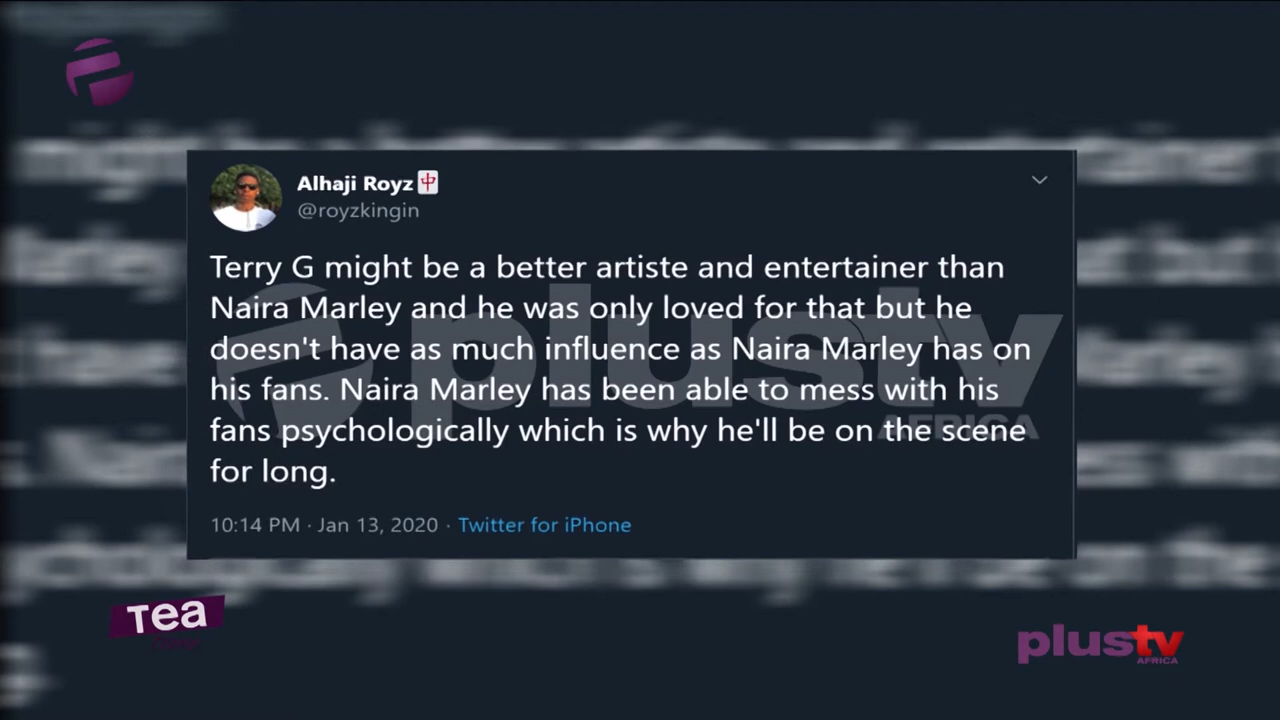 Alhaji Royz🀄
@royzkingin
Terry G might be a better artiste and entertainer than
Naira Marley and he was only loved for that but he
doesn't have as much influence as Naira Marley has on
his fans. Naira Marley has been able to mess with his
fans psychologically which is why he'll be on the scene
for long.
10:14 PM · Jan 13, 2020 · Twitter for iPhone
plustv
AFRICA
Tea
plustv
AFRICA